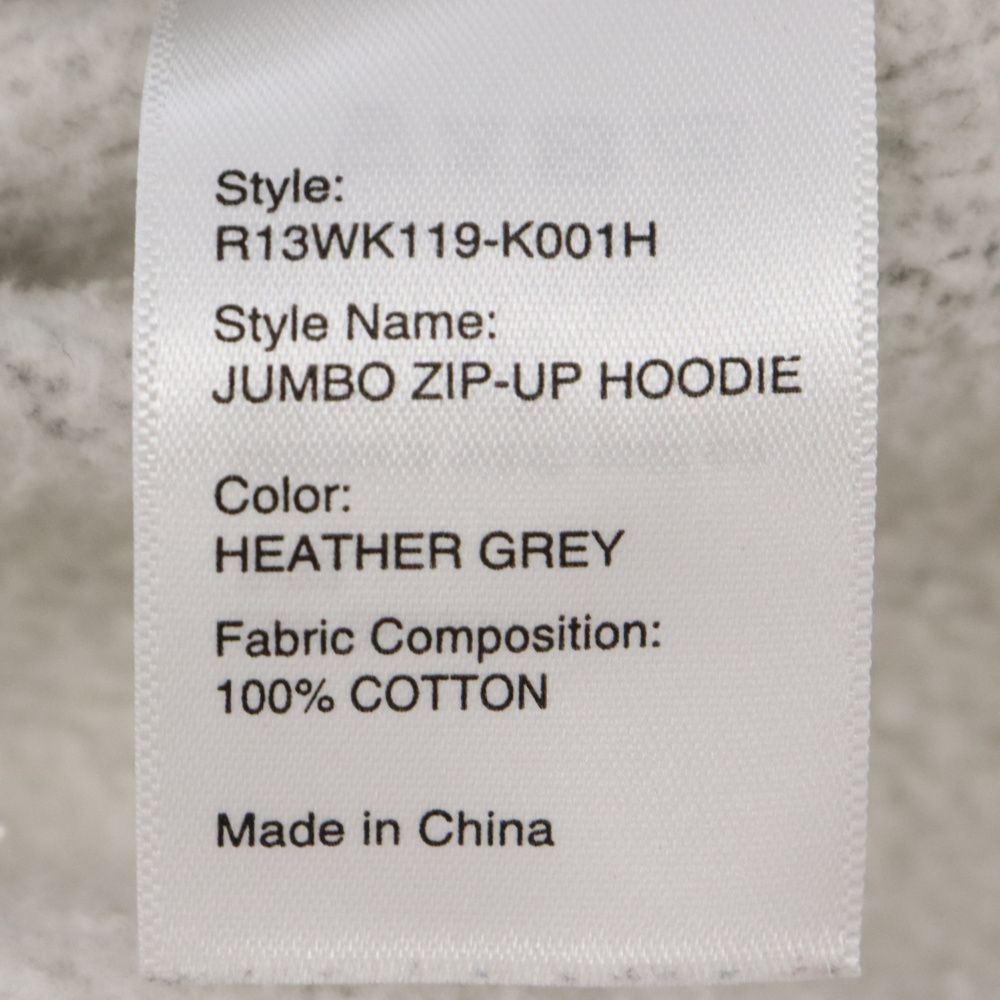 Style:
R13WK119-K001H
Style Name:
JUMBO ZIP-UP HOODIE
Color:
HEATHER GREY
Fabric Composition:
100% COTTON
Made in China